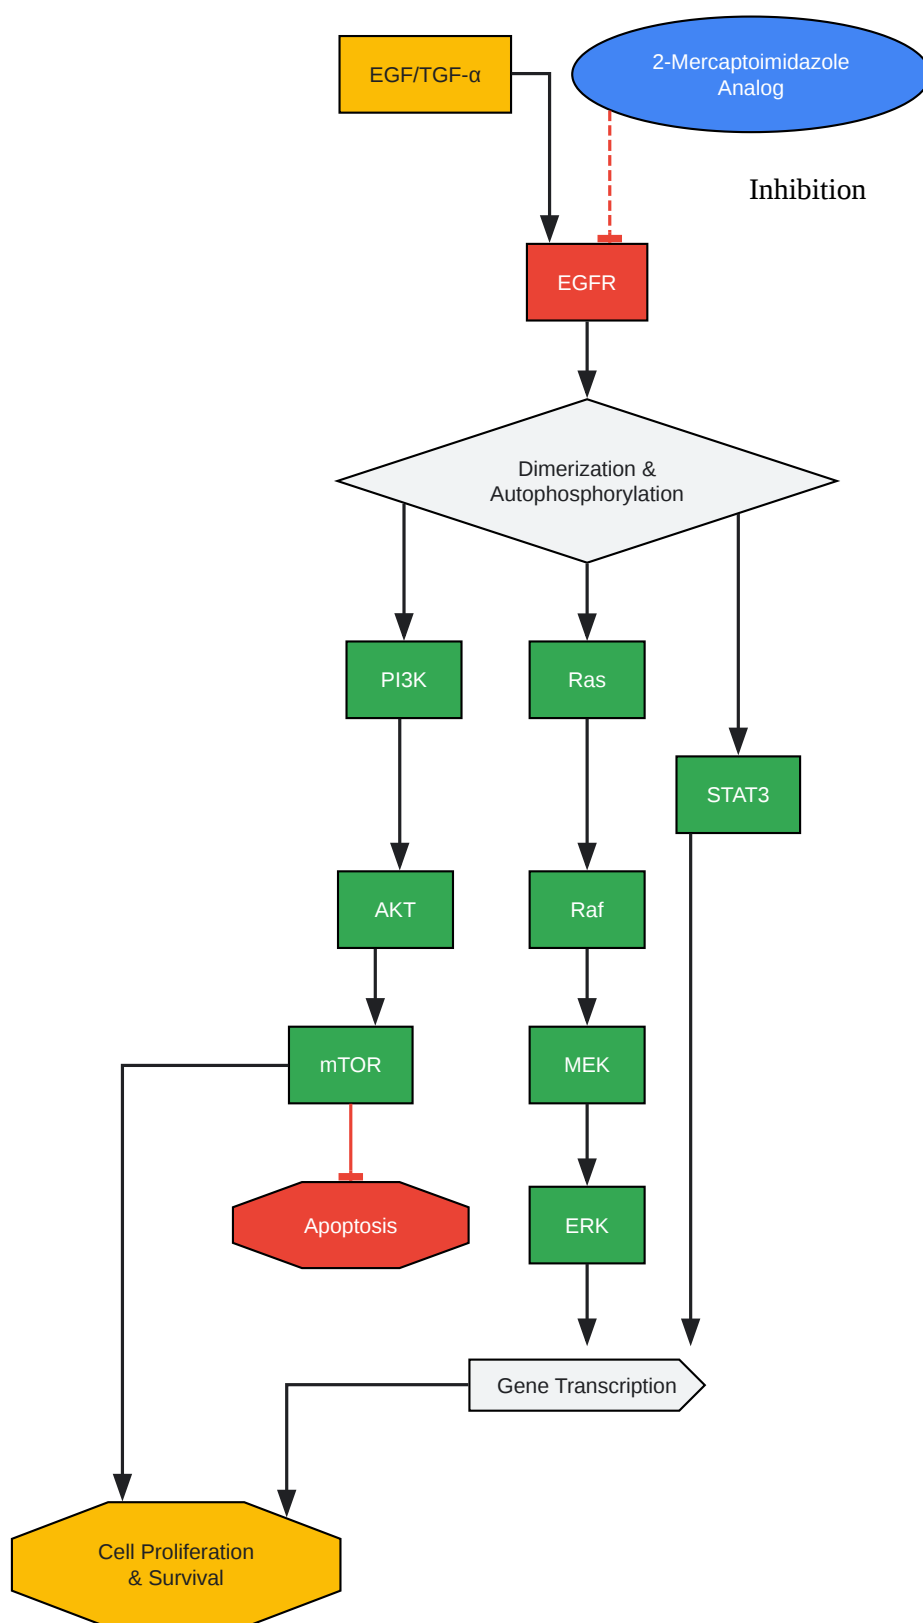 EGF/TGF-α
2-Mercaptoimidazole
Analog
Inhibition
EGFR
Dimerization &
Autophosphorylation
PI3K
Ras
STAT3
AKT
Raf
mTOR
MEK
Apoptosis
ERK
Gene Transcription
Cell Proliferation
& Survival